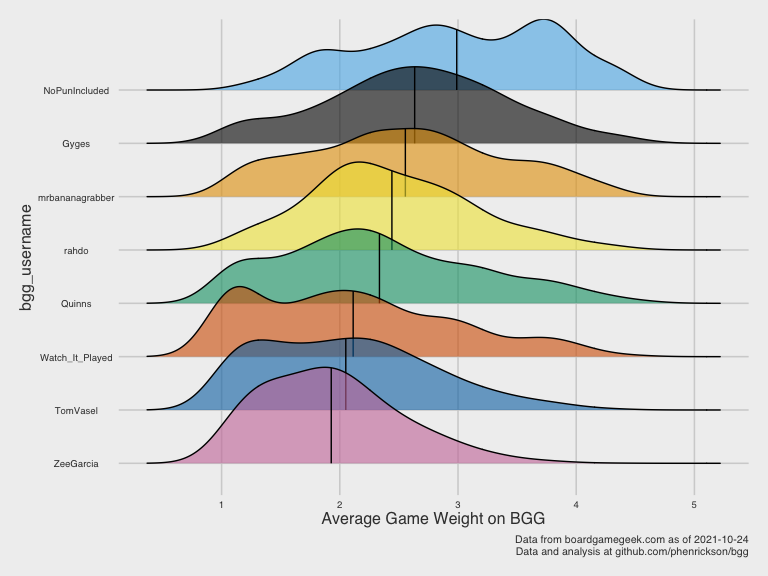 NoPunIncluded
Gyges
mrbananagrabber
rahdo
Quinns
Watch_It_Played
TomVasel
ZeeGarcia
bgg_username
1 2 3 4 5
Average Game Weight on BGG
Data from boardgamegeek.com as of 2021-10-24
Data and analysis at github.com/phenrickson/bgg